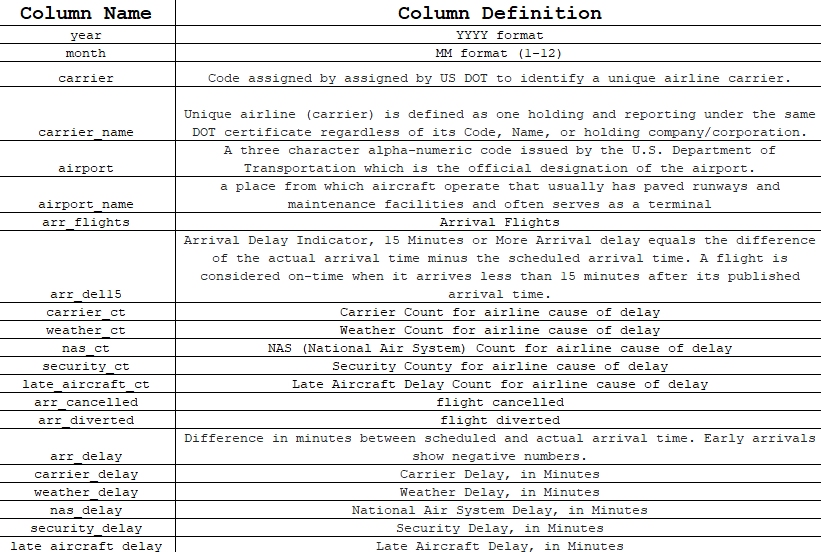 Column Name Column Definition
year YYYY format
month MM format (1-12)
carrier Code assigned by assigned by US DOT to identify a unique airline carrier.
Unique airline (carrier) is defined as one holding and reporting under the same
carrier_name DOT certificate regardless of its Code, Name, or holding company/corporation.
A three character alpha-numeric code issued by the U.S. Department of
airport Transportation which is the official designation of the airport.
a place from which aircraft operate that usually has paved runways and
airport_name maintenance facilities and often serves as a terminal
arr_flights Arrival Flights
Arrival Delay Indicator, 15 Minutes or More Arrival delay equals the difference
of the actual arrival time minus the scheduled arrival time. A flight is
considered on-time when it arrives less than 15 minutes after its published
arr_del15 arrival time.
carrier_ct Carrier Count for airline cause of delay
weather_ct Weather Count for airline cause of delay
nas_ct NAS (National Air System) Count for airline cause of delay
security_ct Security County for airline cause of delay
late_aircraft_ct Late Aircraft Delay Count for airline cause of delay
arr_cancelled flight cancelled
arr_diverted flight diverted
Difference in minutes between scheduled and actual arrival time. Early arrivals
arr_delay show negative numbers.
carrier_delay Carrier Delay, in Minutes
weather_delay Weather Delay, in Minutes
nas_delay National Air System Delay, in Minutes
security_delay Security Delay, in Minutes
late_aircraft_delay Late Aircraft Delay, in Minutes